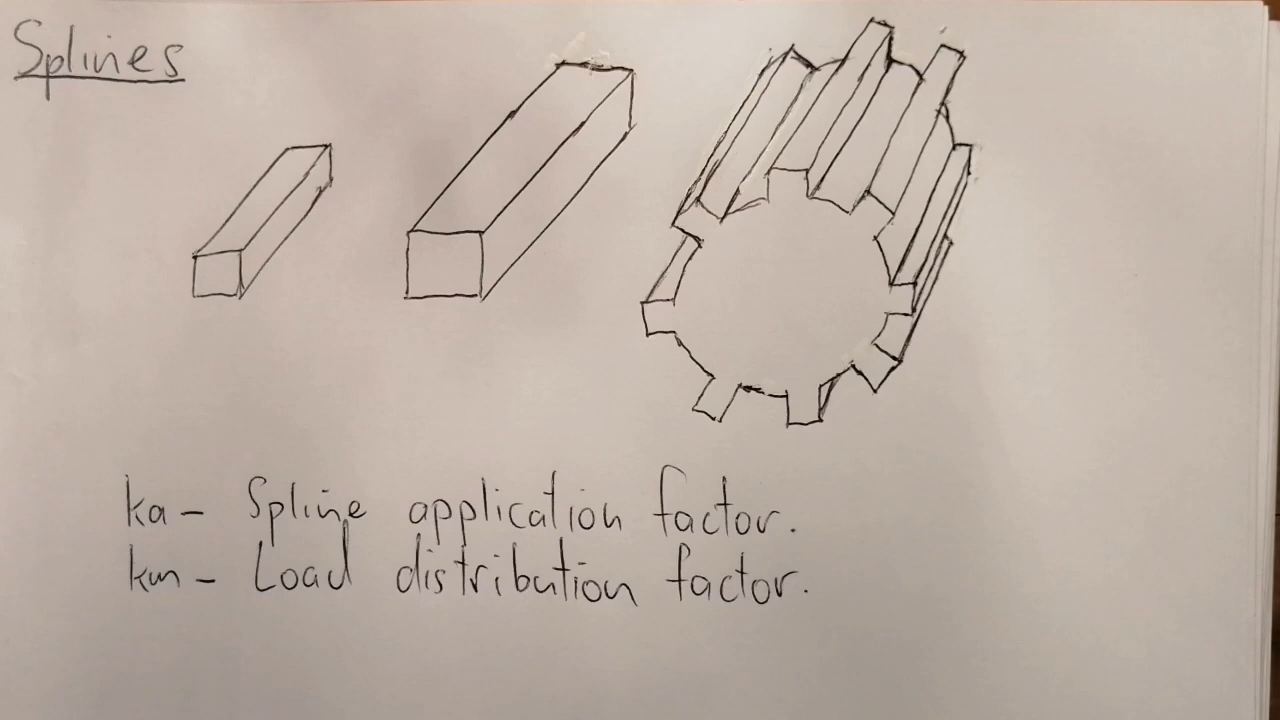 Splines
ka - Spline application factor.
km - Load distribution factor.